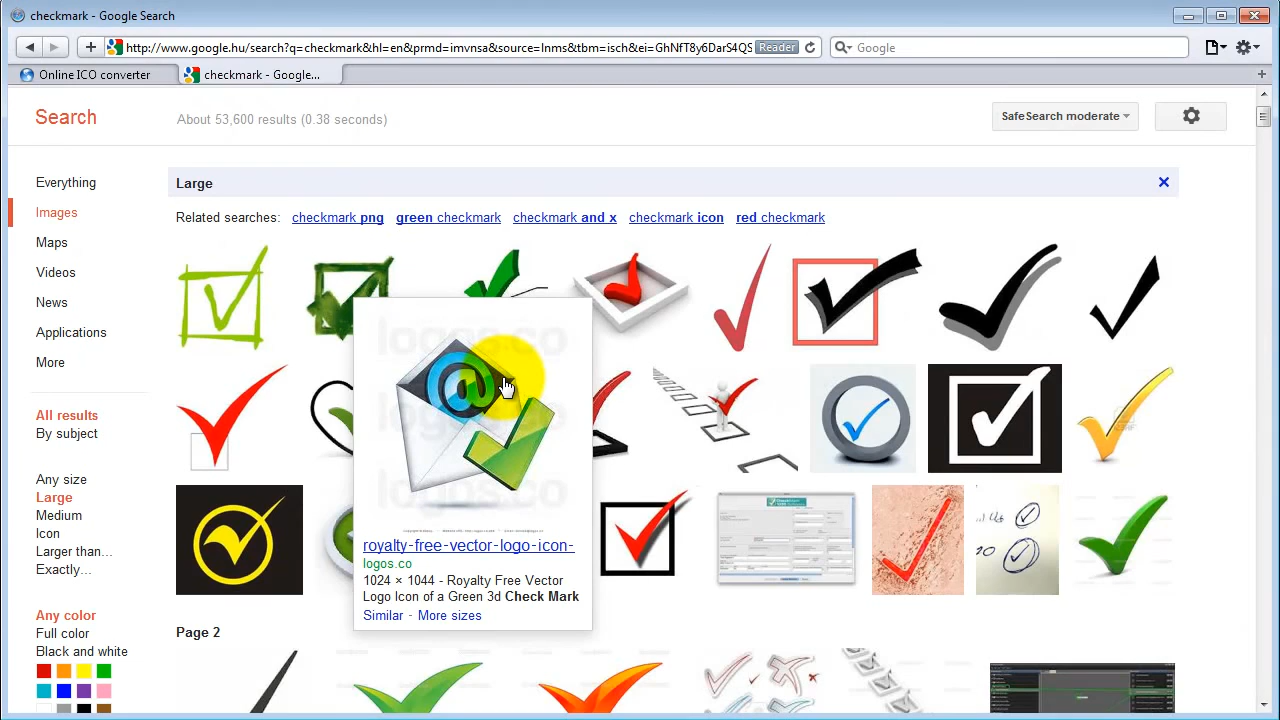 checkmark - Google Search
http://www.google.hu/search?q=checkmark&hl=en&prmd=imvnsa&source=lnms&tbm=isch&ei=GhNfT8y6DarS4QS
Reader
Google
Online ICO converter
checkmark - Google...
Search
About 53,600 results (0.38 seconds)
SafeSearch moderate
Everything
Images
Maps
Videos
News
Applications
More
All results
By subject
Any size
Large
Medium
Icon
Larger than...
Exactly...
Any color
Full color
Black and white
Large
Related searches: checkmark png green checkmark checkmark and x checkmark icon red checkmark
logos.co
royalty-free-vector-logo-icon-
logos.co
1024 × 1044 - Royalty Free Vector
Logo Icon of a Green 3d Check Mark
Similar - More sizes
Page 2